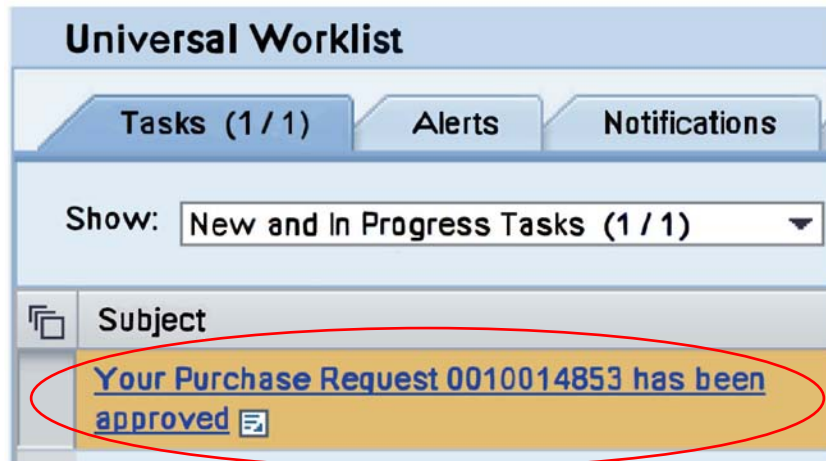 Universal Worklist
Tasks (1 / 1) Alerts Notifications
Show: New and In Progress Tasks (1 / 1)
Subject
Your Purchase Request 0010014853 has been
approved